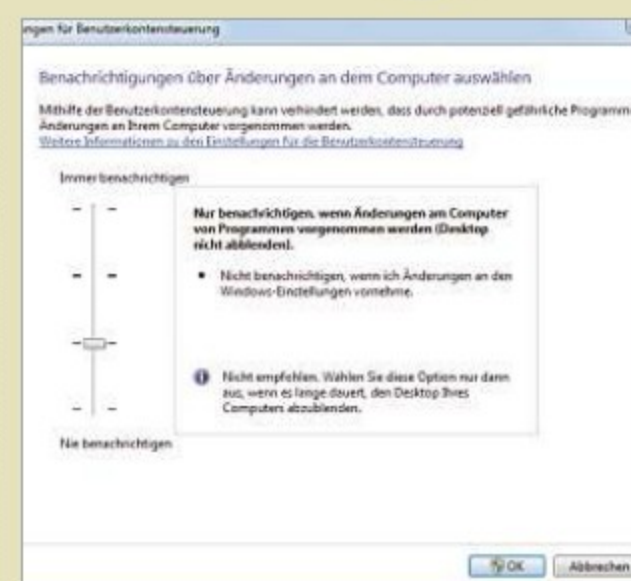 ngen für Benutzerkontensteuerung
Benachrichtigungen über Änderungen an dem Computer auswählen
Mithilfe der Benutzerkontensteuerung kann verhindert werden, dass durch potenziell gefährliche Programm
Änderungen an Ihrem Computer vorgenommen werden.
Weitere Informationen zu den Einstellungen für die Benutzerkontensteuerung
Immer benachrichtigen
Nur benachrichtigen, wenn Änderungen am Computer
von Programmen vorgenommen werden (Desktop
nicht abblenden).
Nicht benachrichtigen, wenn ich Änderungen an den
Windows-Einstellungen vornehme.
Nicht empfohlen. Wählen Sie diese Option nur dann
aus, wenn es lange dauert, den Desktop Ihres
Computers abzublenden.
Nie benachrichtigen
OK Abbrechen